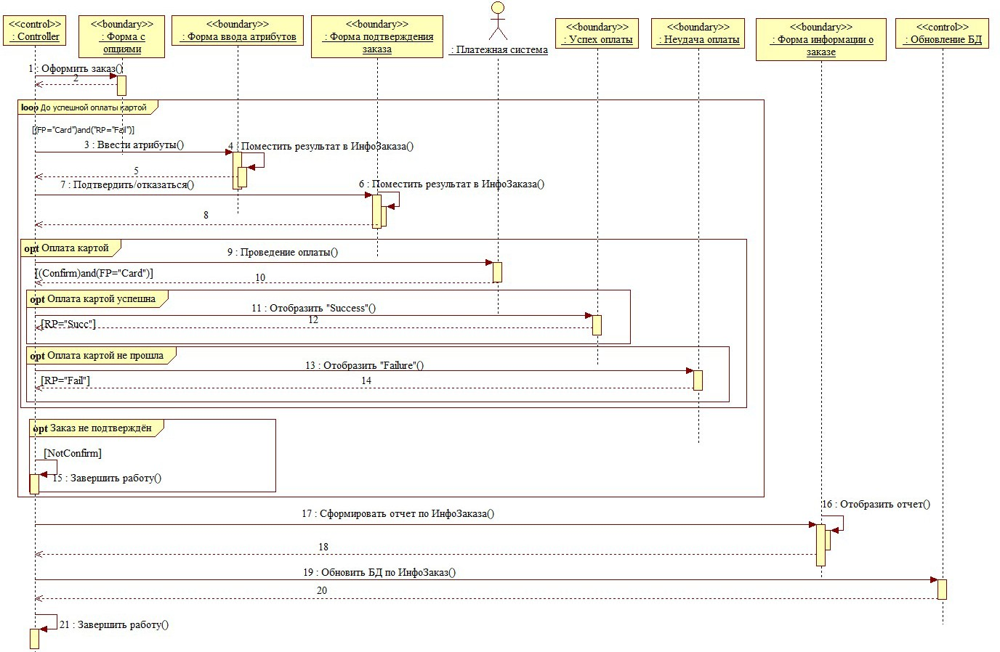 <<control>>
: Controller
<<boundary>>
: Форма с
опциями
<<boundary>>
: Форма ввода атрибутов
<<boundary>>
: Форма подтверждения
заказа
: Платежная система
<<boundary>>
: Успех оплаты
<<boundary>>
: Неудача оплаты
<<boundary>>
: Форма информации о
заказе
<<control>>
: Обновление БД
1 : Оформить заказ()
2
loop До успешной оплаты картой
[(FP="Card")and("RP="Fail")]
3 : Ввести атрибуты()
4 : Поместить результат в ИнфоЗаказа()
5
7 : Подтвердить/отказаться()
6 : Поместить результат в ИнфоЗаказа()
8
opt Оплата картой
9 : Проведение оплаты()
[(Confirm)and(FP="Card")]
10
opt Оплата картой успешна
11 : Отобразить "Success"()
12
[RP="Succ"]
opt Оплата картой не прошла
13 : Отобразить "Failure"()
[RP="Fail"]
14
opt Заказ не подтверждён
[NotConfirm]
15 : Завершить работу()
16 : Отобразить отчет()
17 : Сформировать отчет по ИнфоЗаказа()
18
19 : Обновить БД по ИнфоЗаказ()
20
21 : Завершить работу()